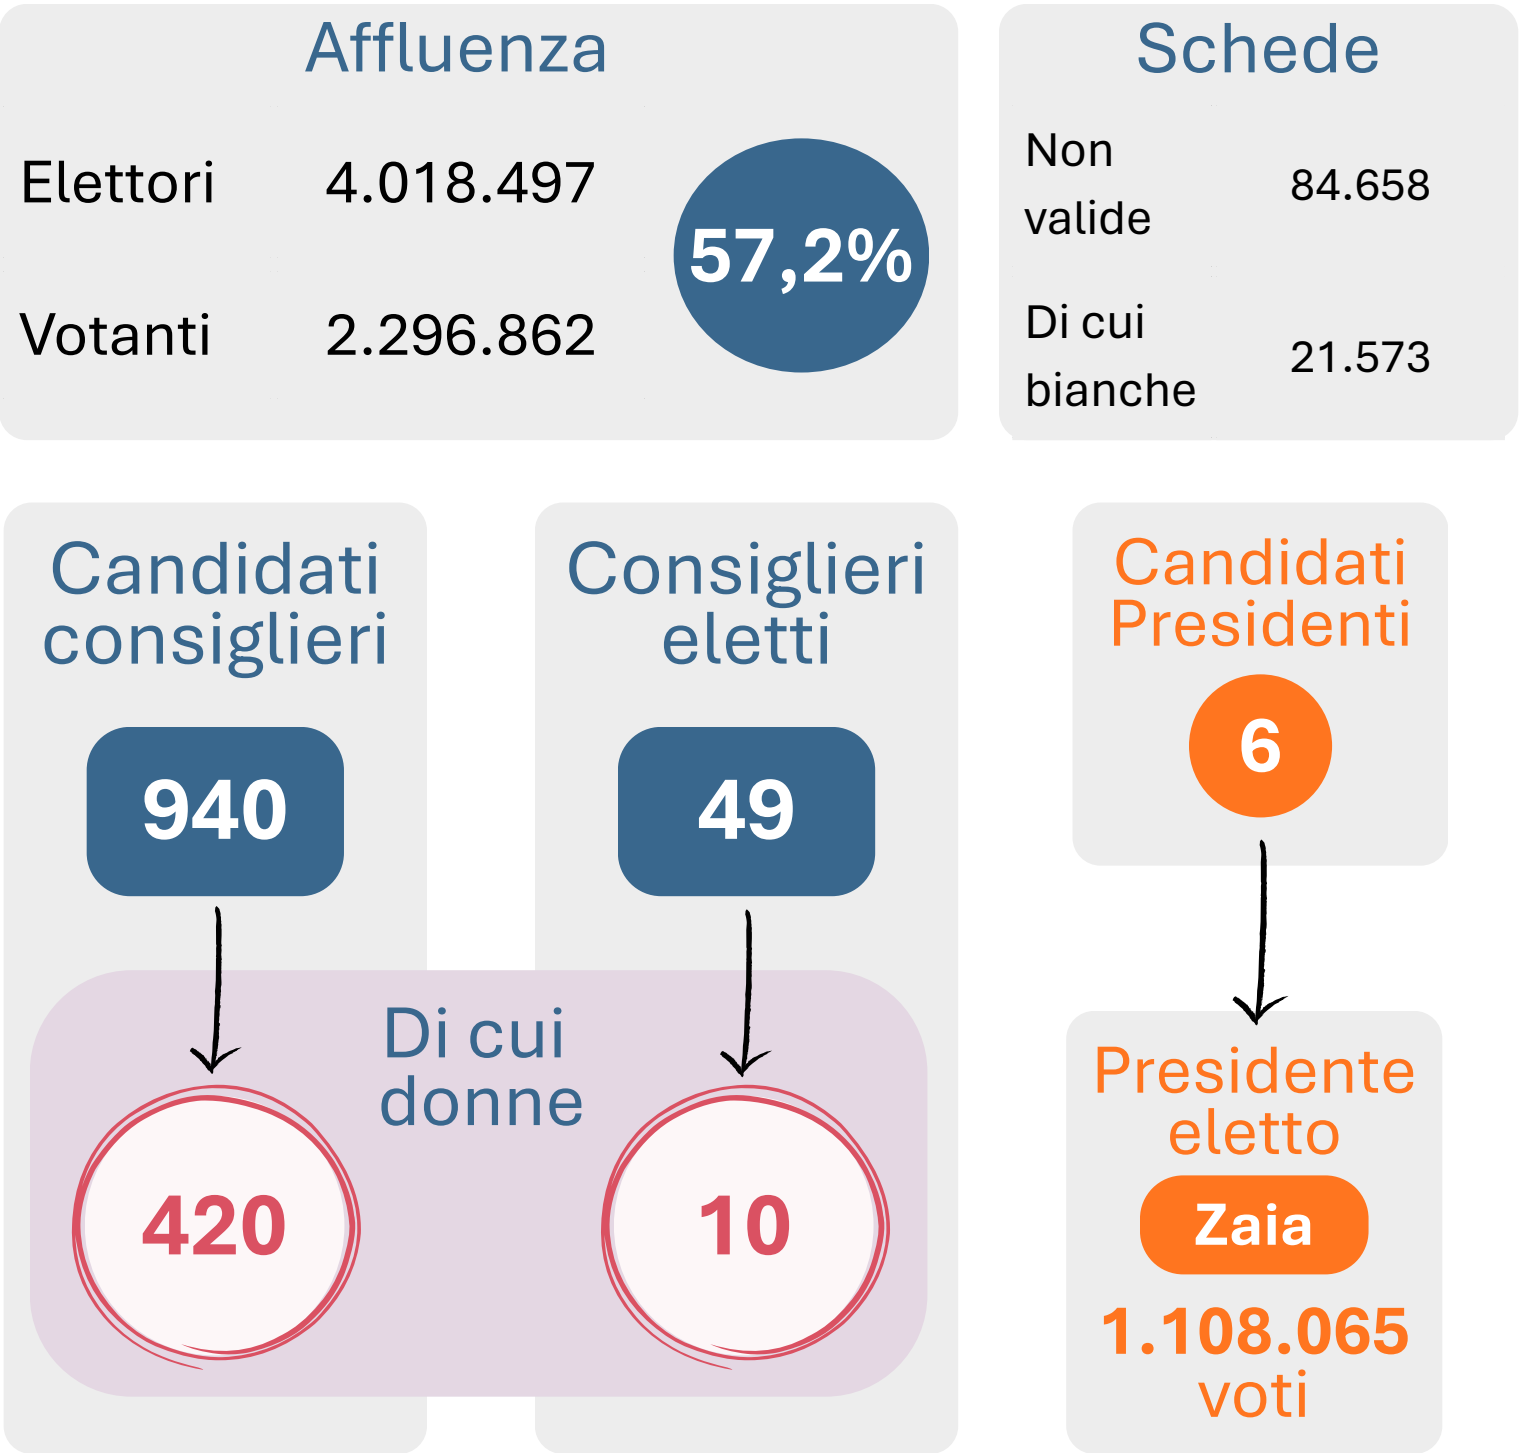 Affluenza
Elettori 4.018.497
Votanti 2.296.862
57,2%
Schede
Non
valide
84.658
Di cui
bianche
21.573
Candidati
consiglieri
940
Consiglieri
eletti
49
Di cui
donne
420
10
Candidati
Presidenti
6
Presidente
eletto
Zaia
1.108.065
voti